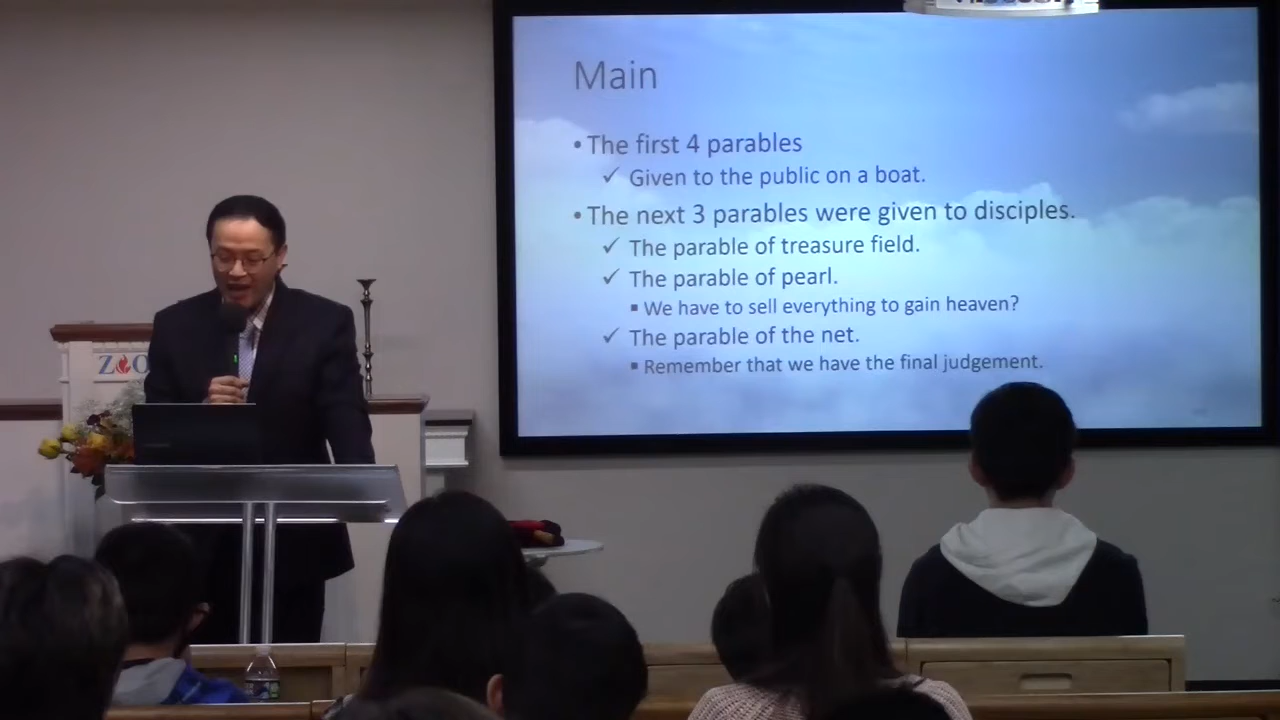 Main
• The first 4 parables
✓ Given to the public on a boat.
• The next 3 parables were given to disciples.
✓ The parable of treasure field.
✓ The parable of pearl.
▪ We have to sell everything to gain heaven?
✓ The parable of the net.
▪ Remember that we have the final judgement.